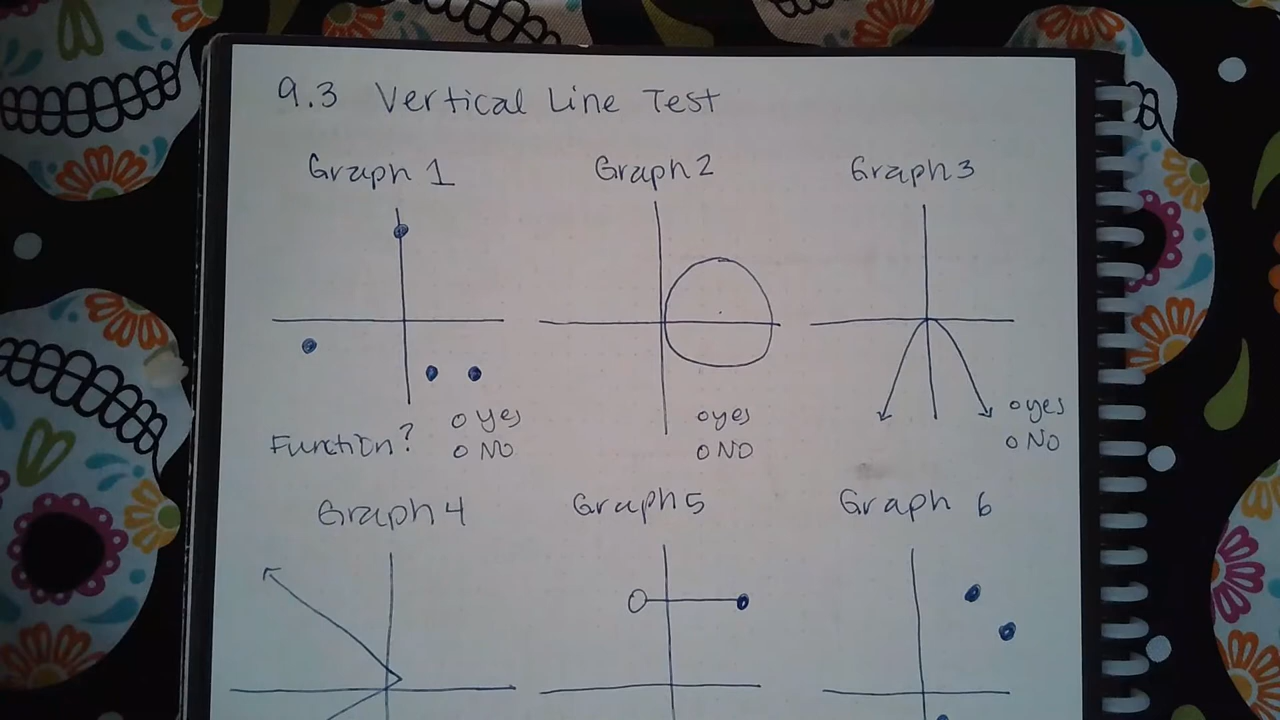 9.3 Vertical Line Test
Graph 1
Graph 2
Graph 3
Function?
o yes
o NO
o yes
o NO
o yes
o NO
Graph 4
Graph 5
Graph 6